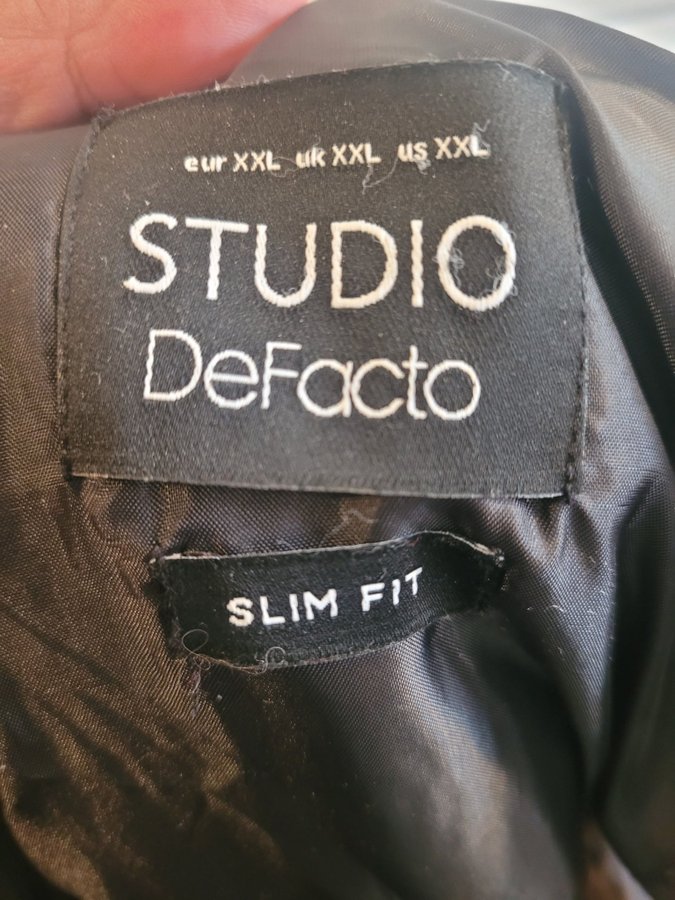 eur XXL uk XXL us XXL
STUDIO
DeFacto
SLIM FIT